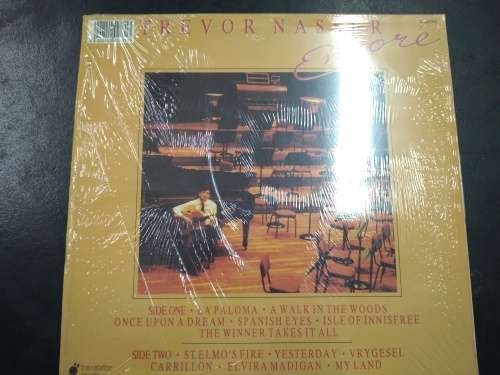 TREVOR NASSER
Encore
SIDE ONE • LA PALOMA • A WALK IN THE WOODS
ONCE UPON A DREAM • SPANISH EYES • ISLE OF INNISFREE
THE WINNER TAKES IT ALL
SIDE TWO • ST.ELMO'S FIRE • YESTERDAY • VRYGESEL
CARRILLON • ELVIRA MADIGAN • MY LAND